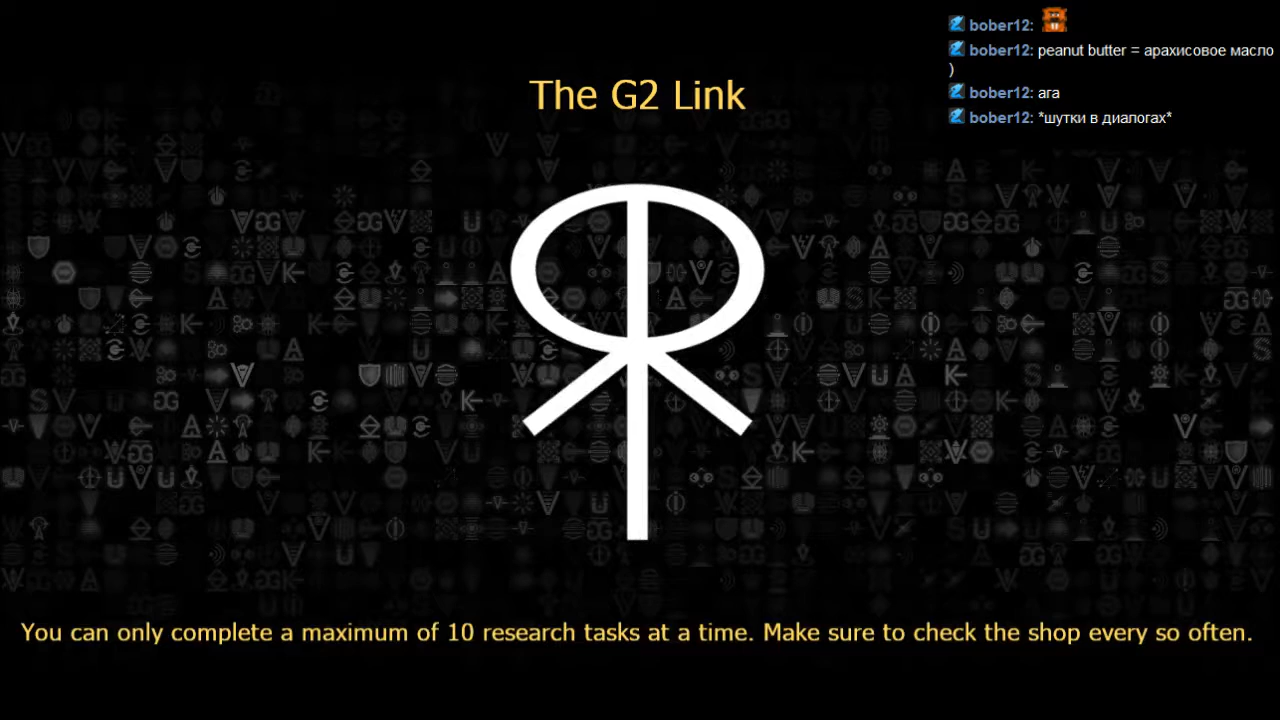 bober12:
bober12: peanut butter = арахисовое масло
)
bober12: ага
bober12: *шутки в диалогах*
The G2 Link
You can only complete a maximum of 10 research tasks at a time. Make sure to check the shop every so often.